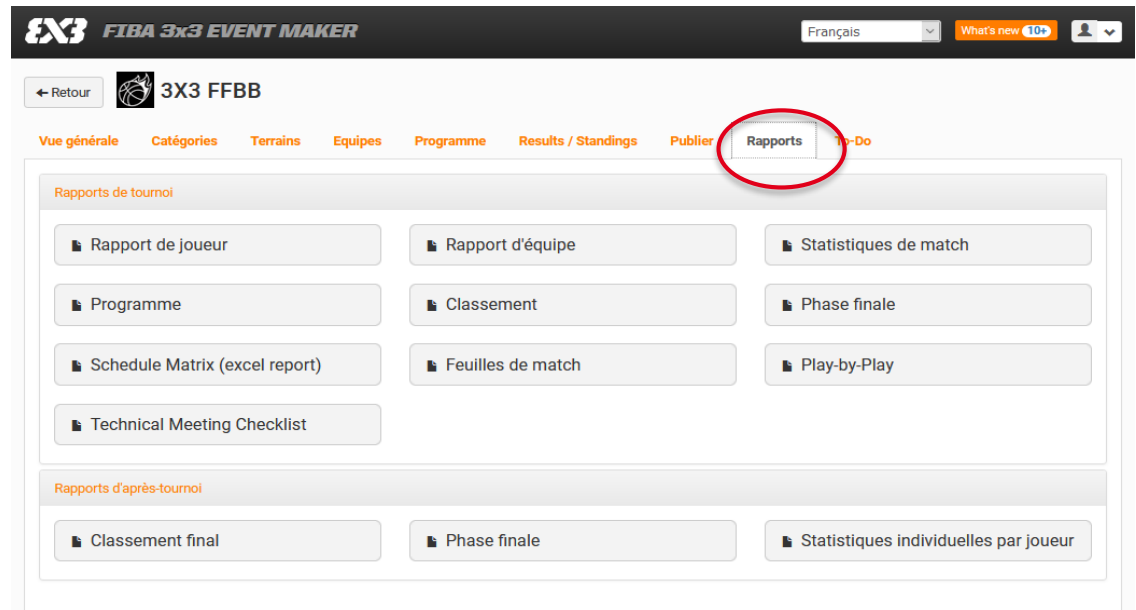 3X3 FIBA 3x3 EVENT MAKER Français What's new 10+
Retour 3X3 FFBB
Vue générale Catégories Terrains Equipes Programme Results / Standings Publier Rapports To-Do
Rapports de tournoi
Rapport de joueur Rapport d'équipe Statistiques de match
Programme Classement Phase finale
Schedule Matrix (excel report) Feuilles de match Play-by-Play
Technical Meeting Checklist
Rapports d'après-tournoi
Classement final Phase finale Statistiques individuelles par joueur